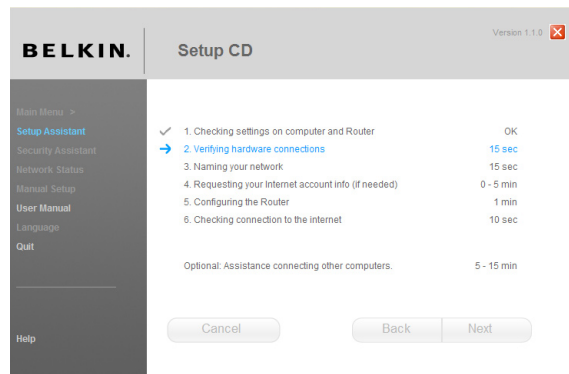 BELKIN.
Setup CD
Version 1.1.0
Main Menu >
Setup Assistant
Security Assistant
Network Status
Manual Setup
User Manual
Language
Quit
Help
1. Checking settings on computer and Router OK
2. Verifying hardware connections 15 sec
3. Naming your network 15 sec
4. Requesting your Internet account info (if needed) 0 - 5 min
5. Configuring the Router 1 min
6. Checking connection to the internet 10 sec
Optional: Assistance connecting other computers. 5 - 15 min
Cancel Back Next